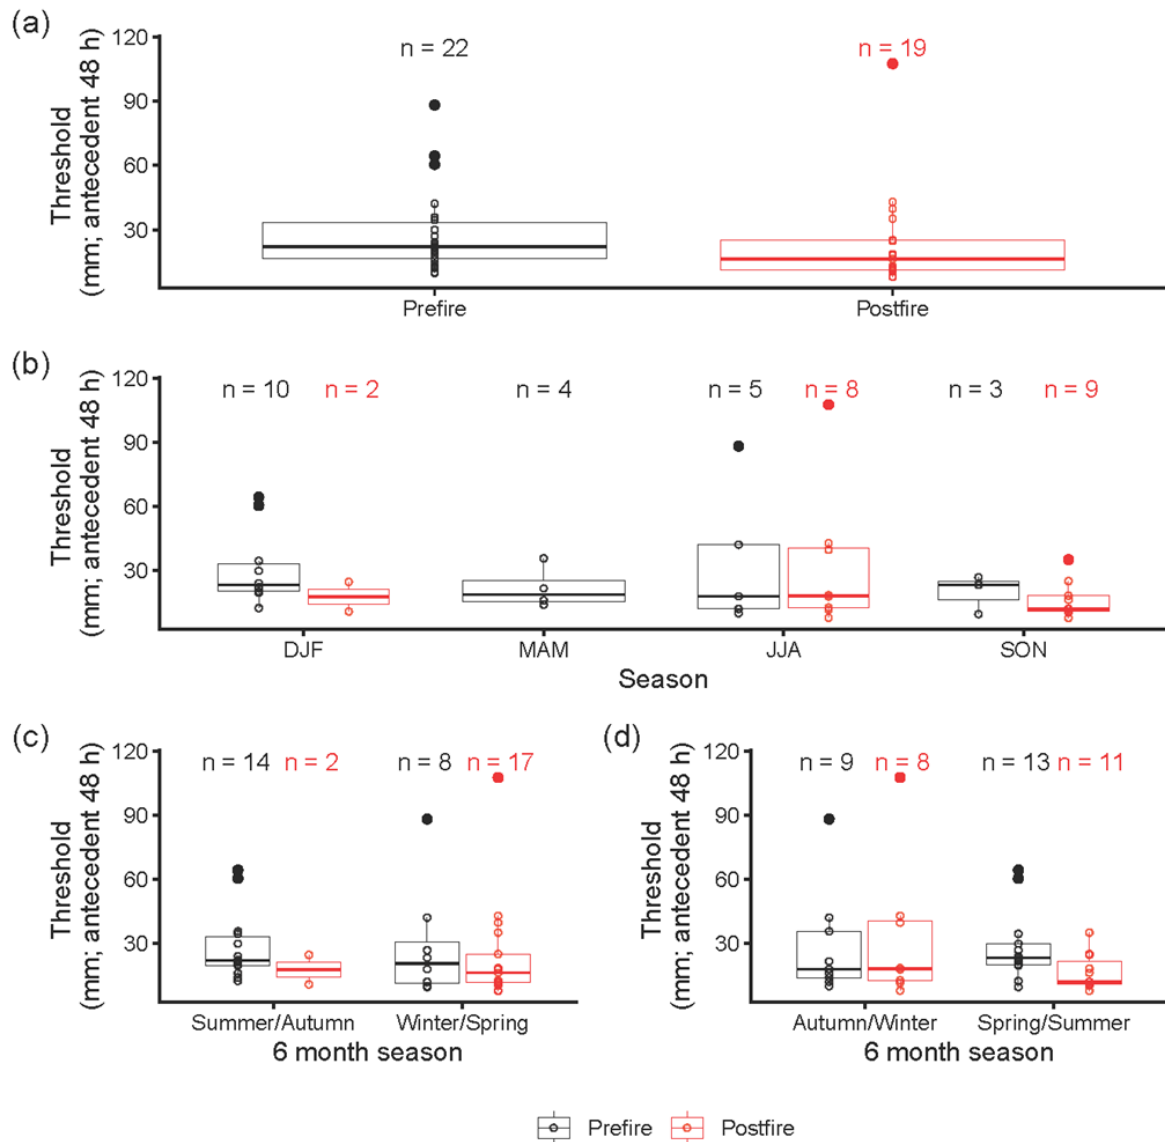 (a)
Threshold
(mm; antecedent 48 h)
120
90
60
30
n = 22
n = 19
Prefire
Postfire
(b)
Threshold
(mm; antecedent 48 h)
120
90
60
30
n = 10
n = 2
n = 4
n = 5
n = 8
n = 3
n = 9
DJF
MAM
JJA
SON
Season
(c)
Threshold
(mm; antecedent 48 h)
120
90
60
30
n = 14
n = 2
n = 8
n = 17
Summer/Autumn
Winter/Spring
6 month season
(d)
Threshold
(mm; antecedent 48 h)
120
90
60
30
n = 9
n = 8
n = 13
n = 11
Autumn/Winter
Spring/Summer
6 month season
Prefire
Postfire